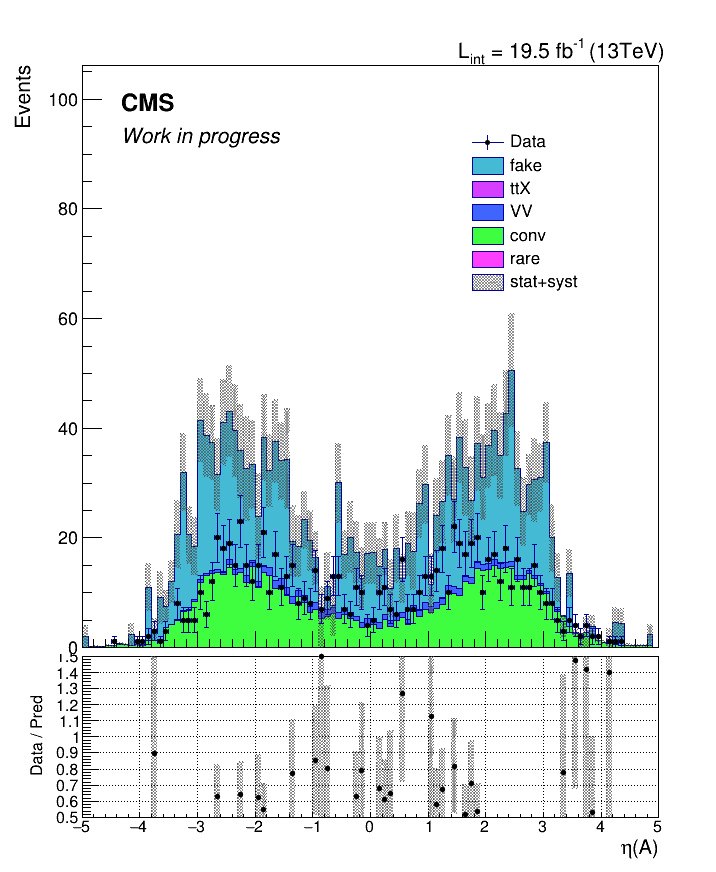 L_int = 19.5 fb^-1 (13TeV)
Events
CMS
Work in progress
Data
fake
ttX
VV
conv
rare
stat+syst
100
80
60
40
20
0
Data / Pred
1.5
1.4
1.3
1.2
1.1
1
0.9
0.8
0.7
0.6
0.5
−5 −4 −3 −2 −1 0 1 2 3 4 5
η(A)